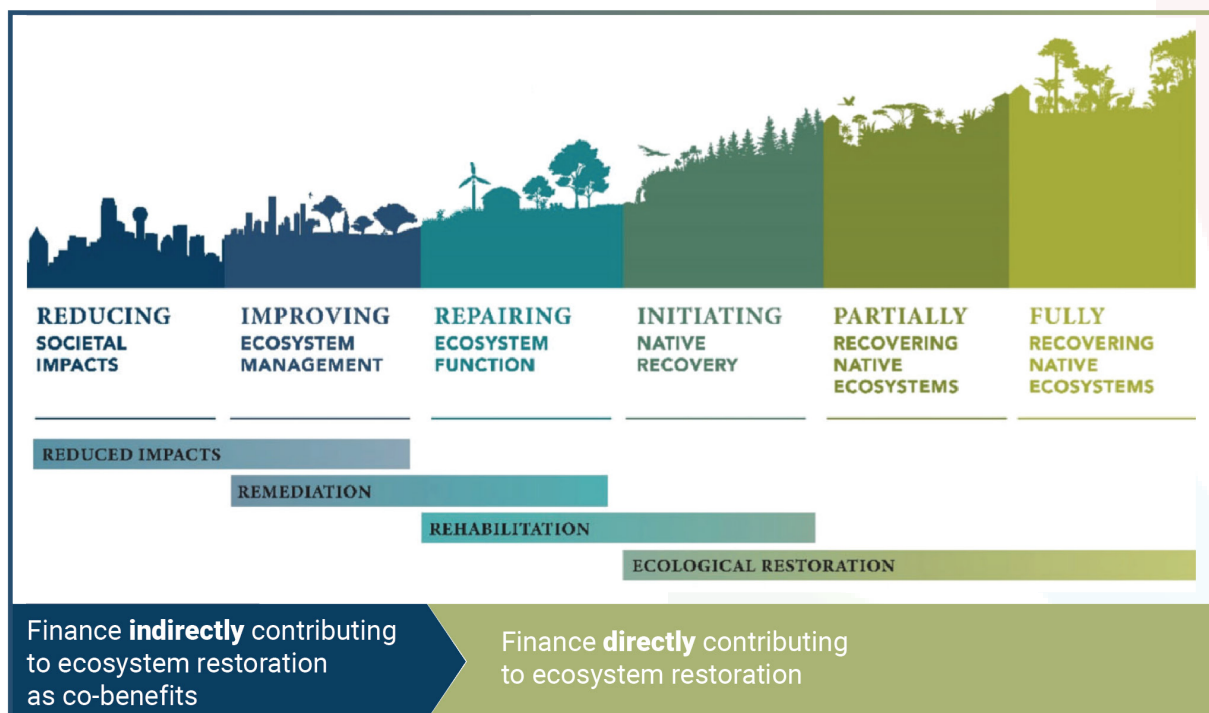 REDUCING
SOCIETAL
IMPACTS
IMPROVING
ECOSYSTEM
MANAGEMENT
REPAIRING
ECOSYSTEM
FUNCTION
INITIATING
NATIVE
RECOVERY
PARTIALLY
RECOVERING
NATIVE
ECOSYSTEMS
FULLY
RECOVERING
NATIVE
ECOSYSTEMS
REDUCED IMPACTS
REMEDIATION
REHABILITATION
ECOLOGICAL RESTORATION
Finance indirectly contributing
to ecosystem restoration
as co-benefits
Finance directly contributing
to ecosystem restoration